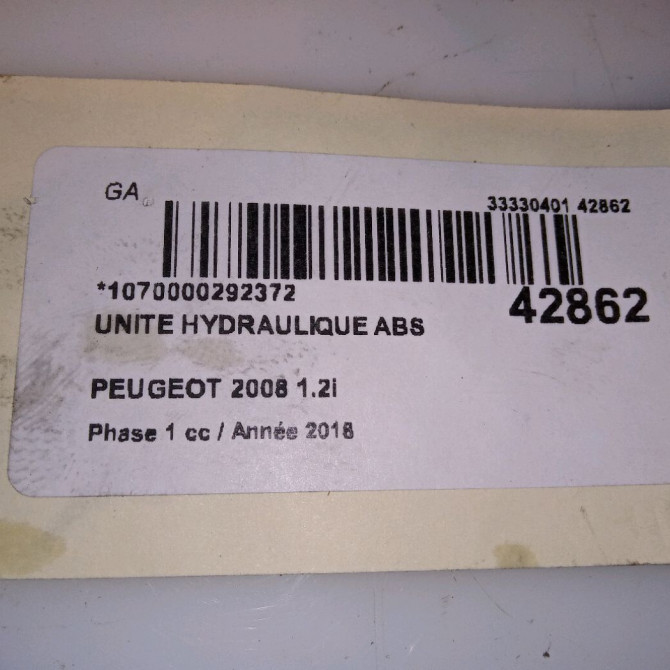 GA
33330401 42862
*1070000292372
42862
UNITE HYDRAULIQUE ABS
PEUGEOT 2008 1.2i
Phase 1 cc / Année 2018